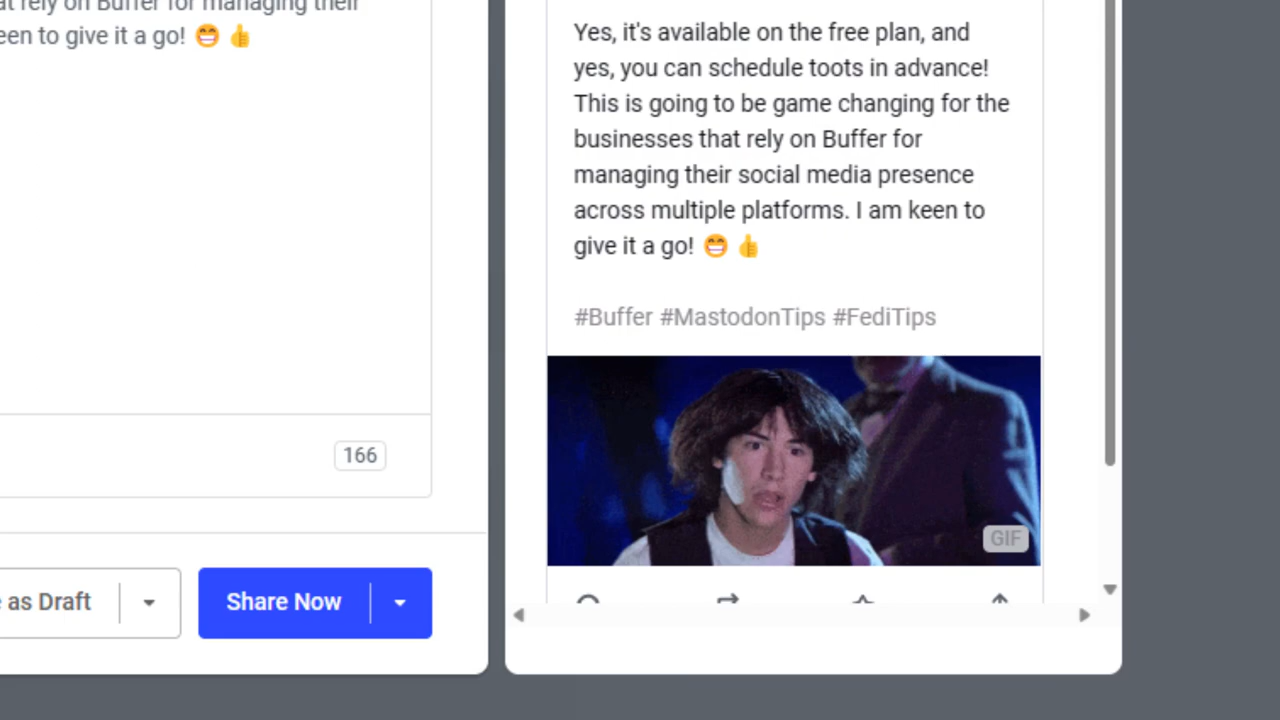 at rely on Buffer for managing their
een to give it a go! 😁 👍
166
as Draft
Share Now
Yes, it's available on the free plan, and
yes, you can schedule toots in advance!
This is going to be game changing for the
businesses that rely on Buffer for
managing their social media presence
across multiple platforms. I am keen to
give it a go! 😁 👍
#Buffer #MastodonTips #FediTips
GIF